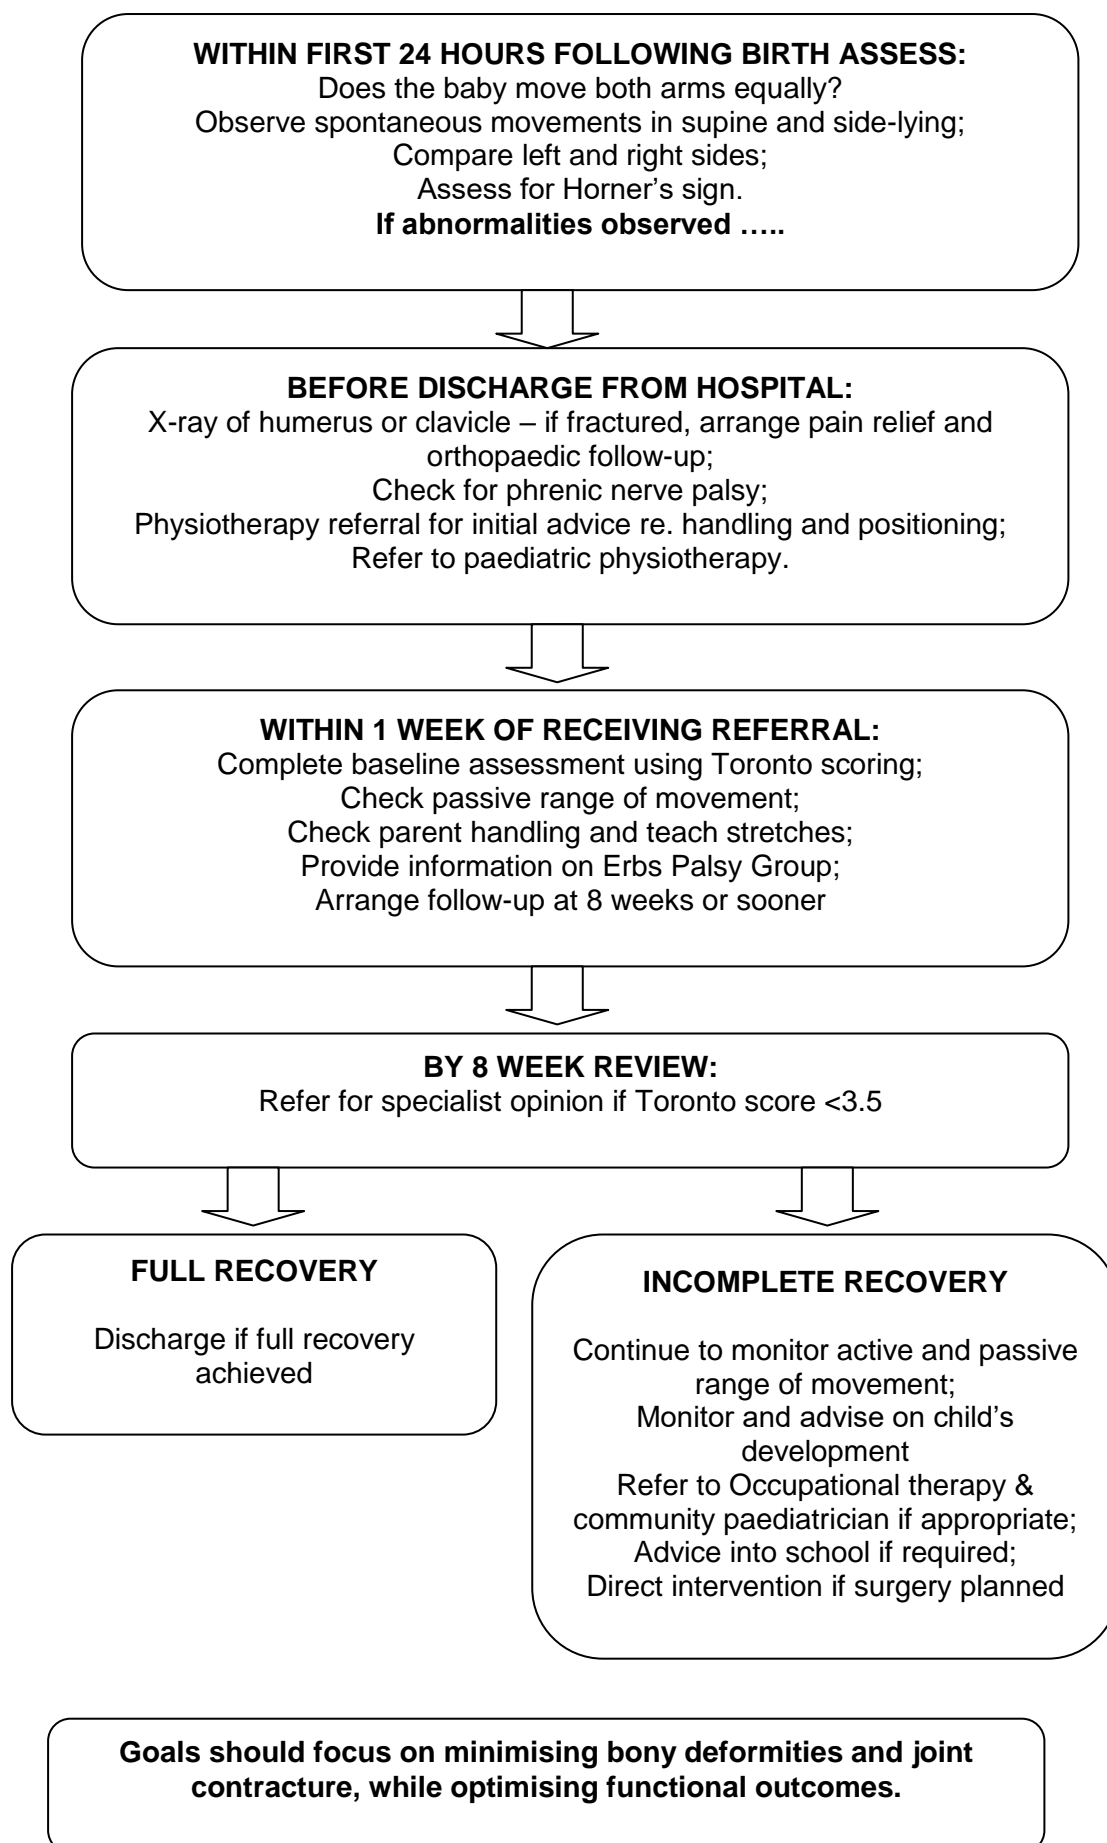 WITHIN FIRST 24 HOURS FOLLOWING BIRTH ASSESS:
Does the baby move both arms equally?
Observe spontaneous movements in supine and side-lying;
Compare left and right sides;
Assess for Horner’s sign.
If abnormalities observed …..
BEFORE DISCHARGE FROM HOSPITAL:
X-ray of humerus or clavicle – if fractured, arrange pain relief and
orthopaedic follow-up;
Check for phrenic nerve palsy;
Physiotherapy referral for initial advice re. handling and positioning;
Refer to paediatric physiotherapy.
WITHIN 1 WEEK OF RECEIVING REFERRAL:
Complete baseline assessment using Toronto scoring;
Check passive range of movement;
Check parent handling and teach stretches;
Provide information on Erbs Palsy Group;
Arrange follow-up at 8 weeks or sooner
BY 8 WEEK REVIEW:
Refer for specialist opinion if Toronto score <3.5
FULL RECOVERY
Discharge if full recovery
achieved
INCOMPLETE RECOVERY
Continue to monitor active and passive
range of movement;
Monitor and advise on child’s
development
Refer to Occupational therapy &
community paediatrician if appropriate;
Advice into school if required;
Direct intervention if surgery planned
Goals should focus on minimising bony deformities and joint
contracture, while optimising functional outcomes.